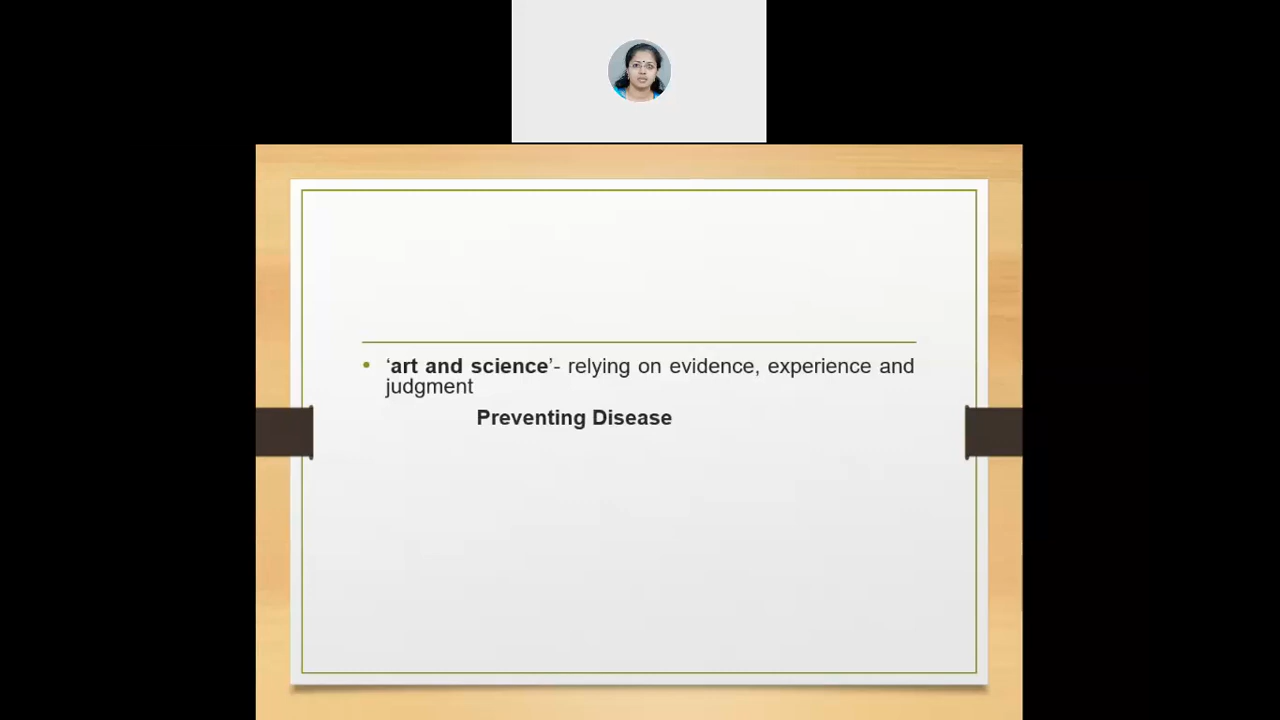 • ‘art and science’- relying on evidence, experience and
judgment
Preventing Disease